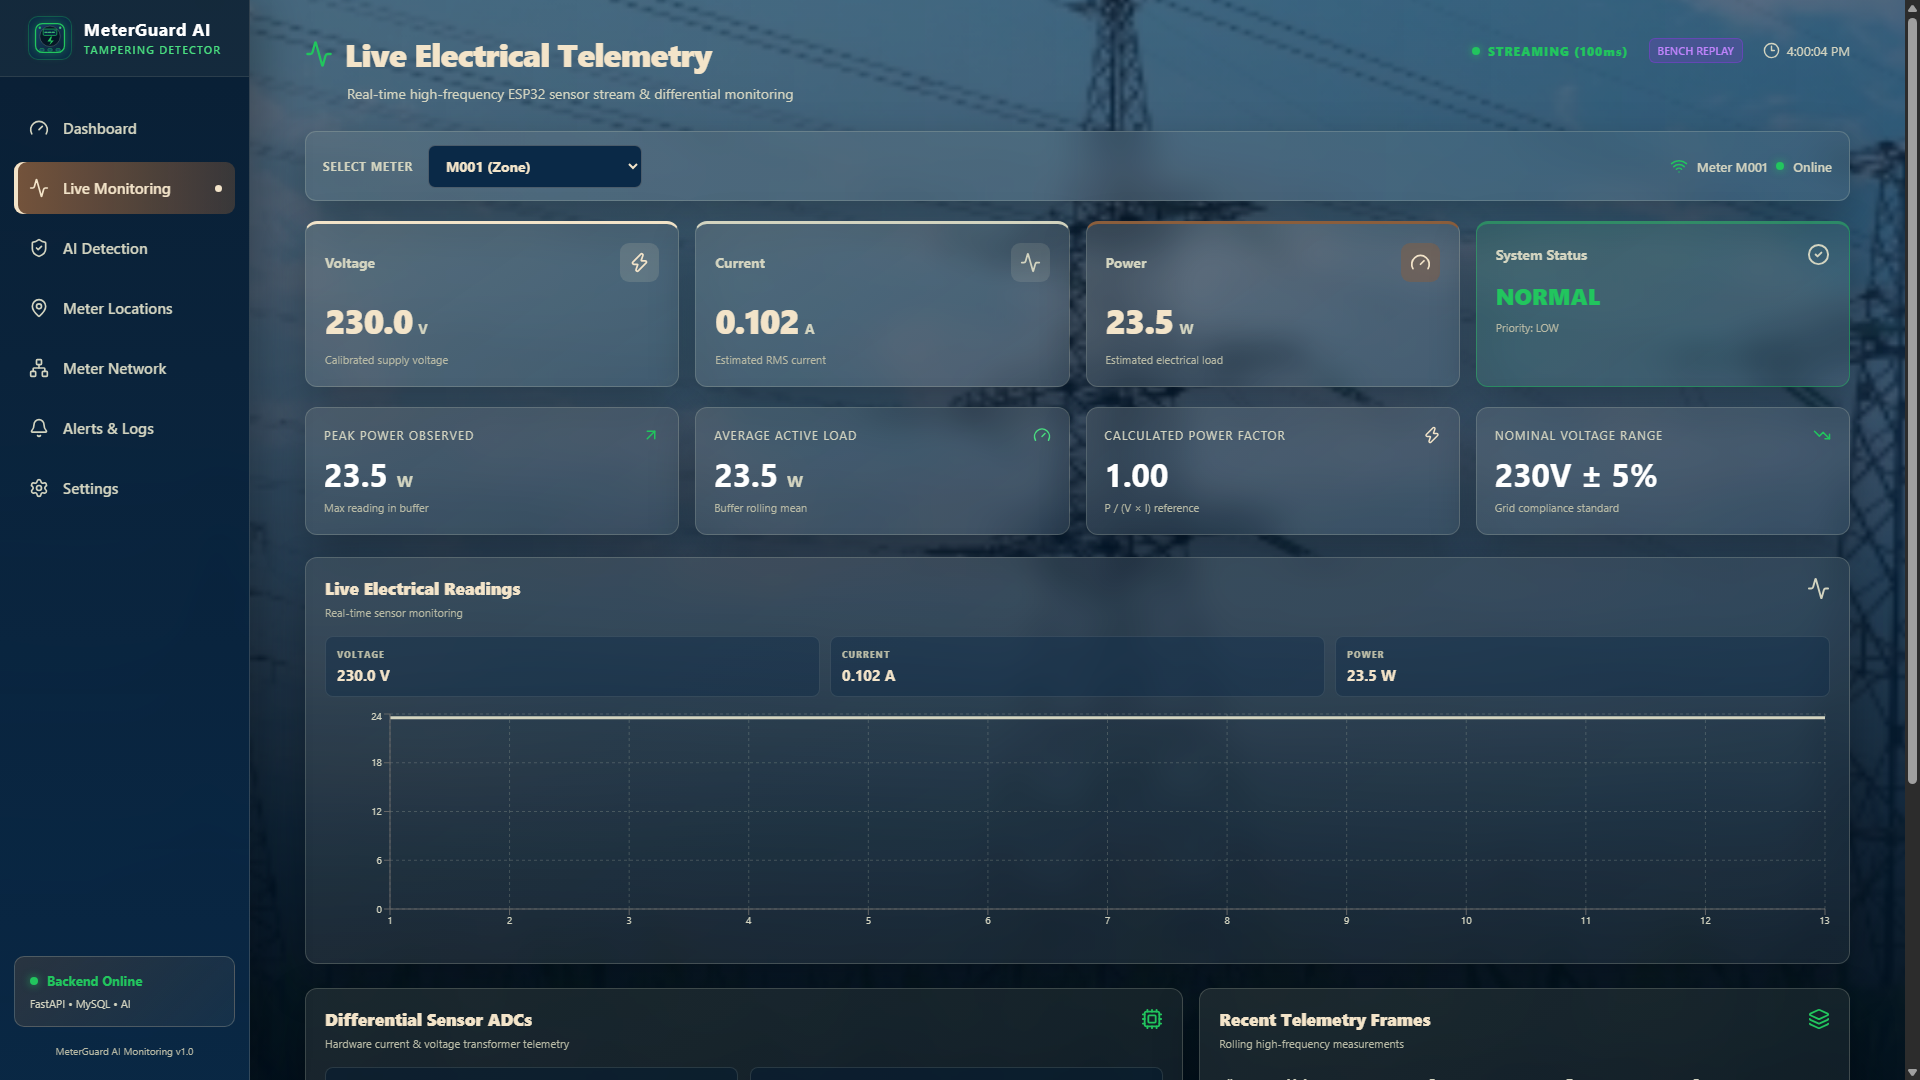 MeterGuard AI
TAMPERING DETECTOR
Dashboard
Live Monitoring
AI Detection
Meter Locations
Meter Network
Alerts & Logs
Settings
Backend Online
FastAPI • MySQL • AI
MeterGuard AI Monitoring v1.0
Live Electrical Telemetry
Real-time high-frequency ESP32 sensor stream & differential monitoring
STREAMING (100ms)
BENCH REPLAY
4:00:04 PM
SELECT METER
M001 (Zone)
Meter M001
Online
Voltage
230.0 V
Calibrated supply voltage
Current
0.102 A
Estimated RMS current
Power
23.5 W
Estimated electrical load
System Status
NORMAL
Priority: LOW
PEAK POWER OBSERVED
23.5 W
Max reading in buffer
AVERAGE ACTIVE LOAD
23.5 W
Buffer rolling mean
CALCULATED POWER FACTOR
1.00
P / (V × I) reference
NOMINAL VOLTAGE RANGE
230V ± 5%
Grid compliance standard
Live Electrical Readings
Real-time sensor monitoring
VOLTAGE
230.0 V
CURRENT
0.102 A
POWER
23.5 W
24
18
12
6
0
1 2 3 4 5 6 7 8 9 10 11 12 13
Differential Sensor ADCs
Hardware current & voltage transformer telemetry
Recent Telemetry Frames
Rolling high-frequency measurements